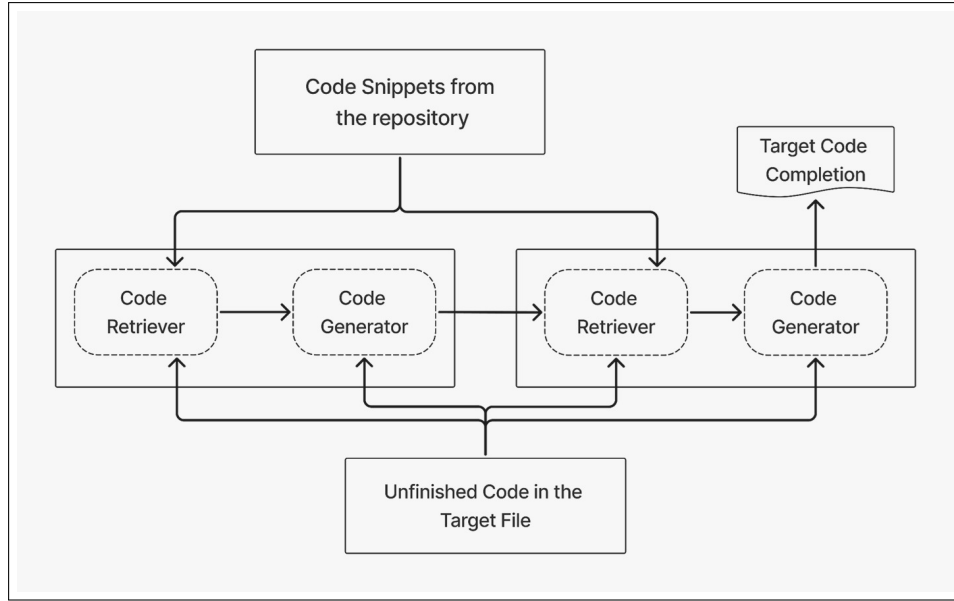 Code Snippets from
the repository
Target Code
Completion
Code
Retriever
Code
Generator
Code
Retriever
Code
Generator
Unfinished Code in the
Target File